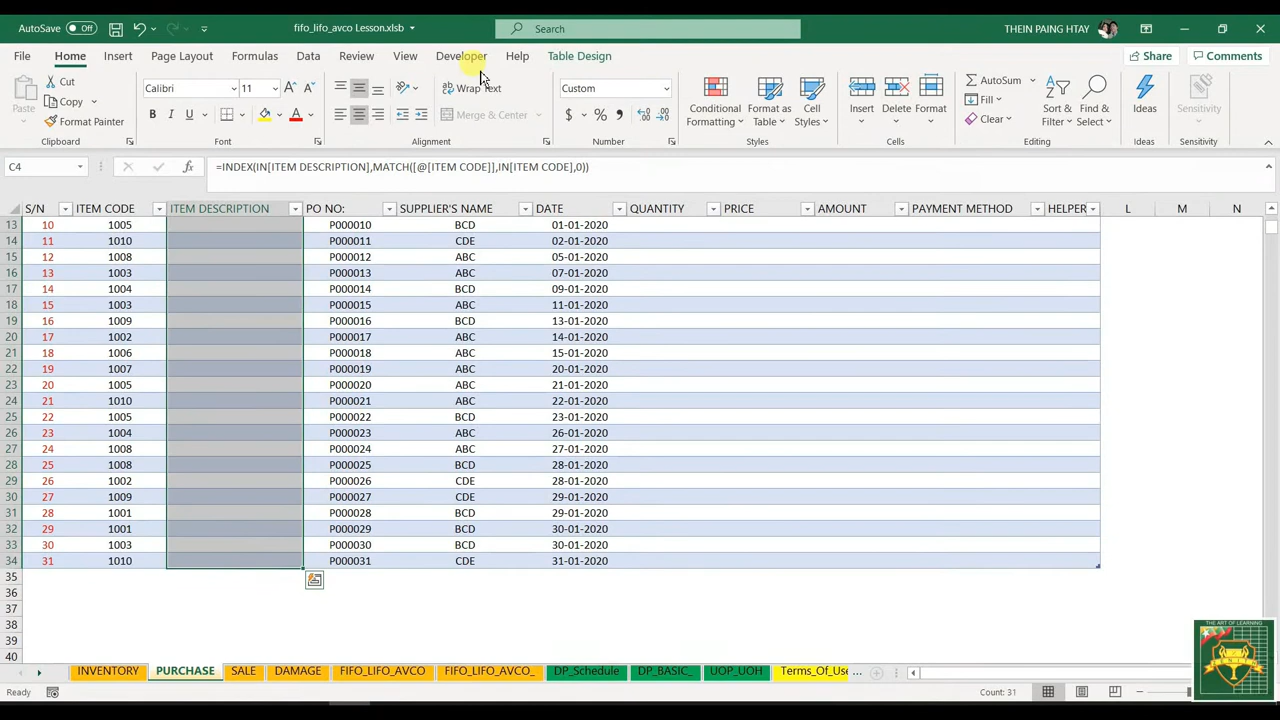 AutoSave Off fifo_lifo_avco Lesson.xlsb Search THEIN PAING HTAY
File Home Insert Page Layout Formulas Data Review View Developer Help Table Design Share Comments
Paste Cut Copy Format Painter Calibri 11 Wrap Text Merge & Center Custom Conditional Formatting Format as Table Cell Styles Insert Delete Format AutoSum Fill Clear Sort & Filter Find & Select Ideas Sensitivity
Clipboard Font Alignment Number Styles Cells Editing Ideas Sensitivity
C4 =INDEX(IN[ITEM DESCRIPTION],MATCH([@[ITEM CODE]],IN[ITEM CODE],0))
S/N ITEM CODE ITEM DESCRIPTION PO NO: SUPPLIER'S NAME DATE QUANTITY PRICE AMOUNT PAYMENT METHOD HELPER L M N
13 10 1005 P000010 BCD 01-01-2020
14 11 1010 P000011 CDE 02-01-2020
15 12 1008 P000012 ABC 05-01-2020
16 13 1003 P000013 ABC 07-01-2020
17 14 1004 P000014 BCD 09-01-2020
18 15 1003 P000015 ABC 11-01-2020
19 16 1009 P000016 BCD 13-01-2020
20 17 1002 P000017 ABC 14-01-2020
21 18 1006 P000018 ABC 15-01-2020
22 19 1007 P000019 ABC 20-01-2020
23 20 1005 P000020 ABC 21-01-2020
24 21 1010 P000021 ABC 22-01-2020
25 22 1005 P000022 BCD 23-01-2020
26 23 1004 P000023 ABC 26-01-2020
27 24 1008 P000024 ABC 27-01-2020
28 25 1008 P000025 BCD 28-01-2020
29 26 1002 P000026 CDE 28-01-2020
30 27 1009 P000027 CDE 29-01-2020
31 28 1001 P000028 BCD 29-01-2020
32 29 1001 P000029 BCD 30-01-2020
33 30 1003 P000030 BCD 30-01-2020
34 31 1010 P000031 CDE 31-01-2020
35
36
37
38
39
40
THE ART OF LEARNING
INVENTORY PURCHASE SALE DAMAGE FIFO_LIFO_AVCO FIFO_LIFO_AVCO_ DP_Schedule DP_BASIC_ UOP_UOH Terms_Of_Use ...
Ready Count: 31